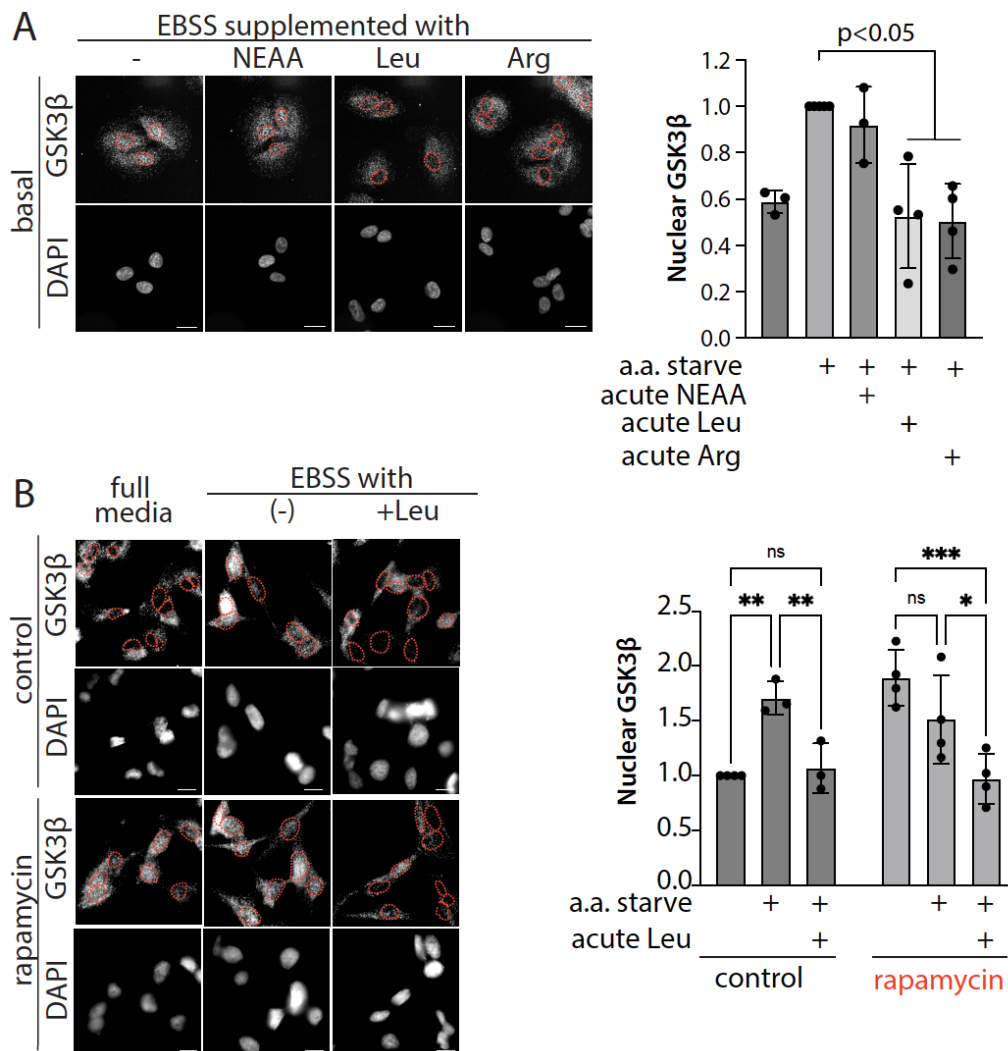 A
EBSS supplemented with
- NEAA Leu Arg
basal
GSK3β
DAPI
p<0.05
Nuclear GSK3β
1.2
1.0
0.8
0.6
0.4
0.2
0.0
a.a. starve + + + +
acute NEAA +
acute Leu +
acute Arg +
B
full media
EBSS with
(-) +Leu
control
GSK3β
DAPI
rapamycin
GSK3β
DAPI
ns
** **
***
ns *
Nuclear GSK3β
2.5
2.0
1.5
1.0
0.5
0.0
a.a. starve + + + +
acute Leu + +
control rapamycin